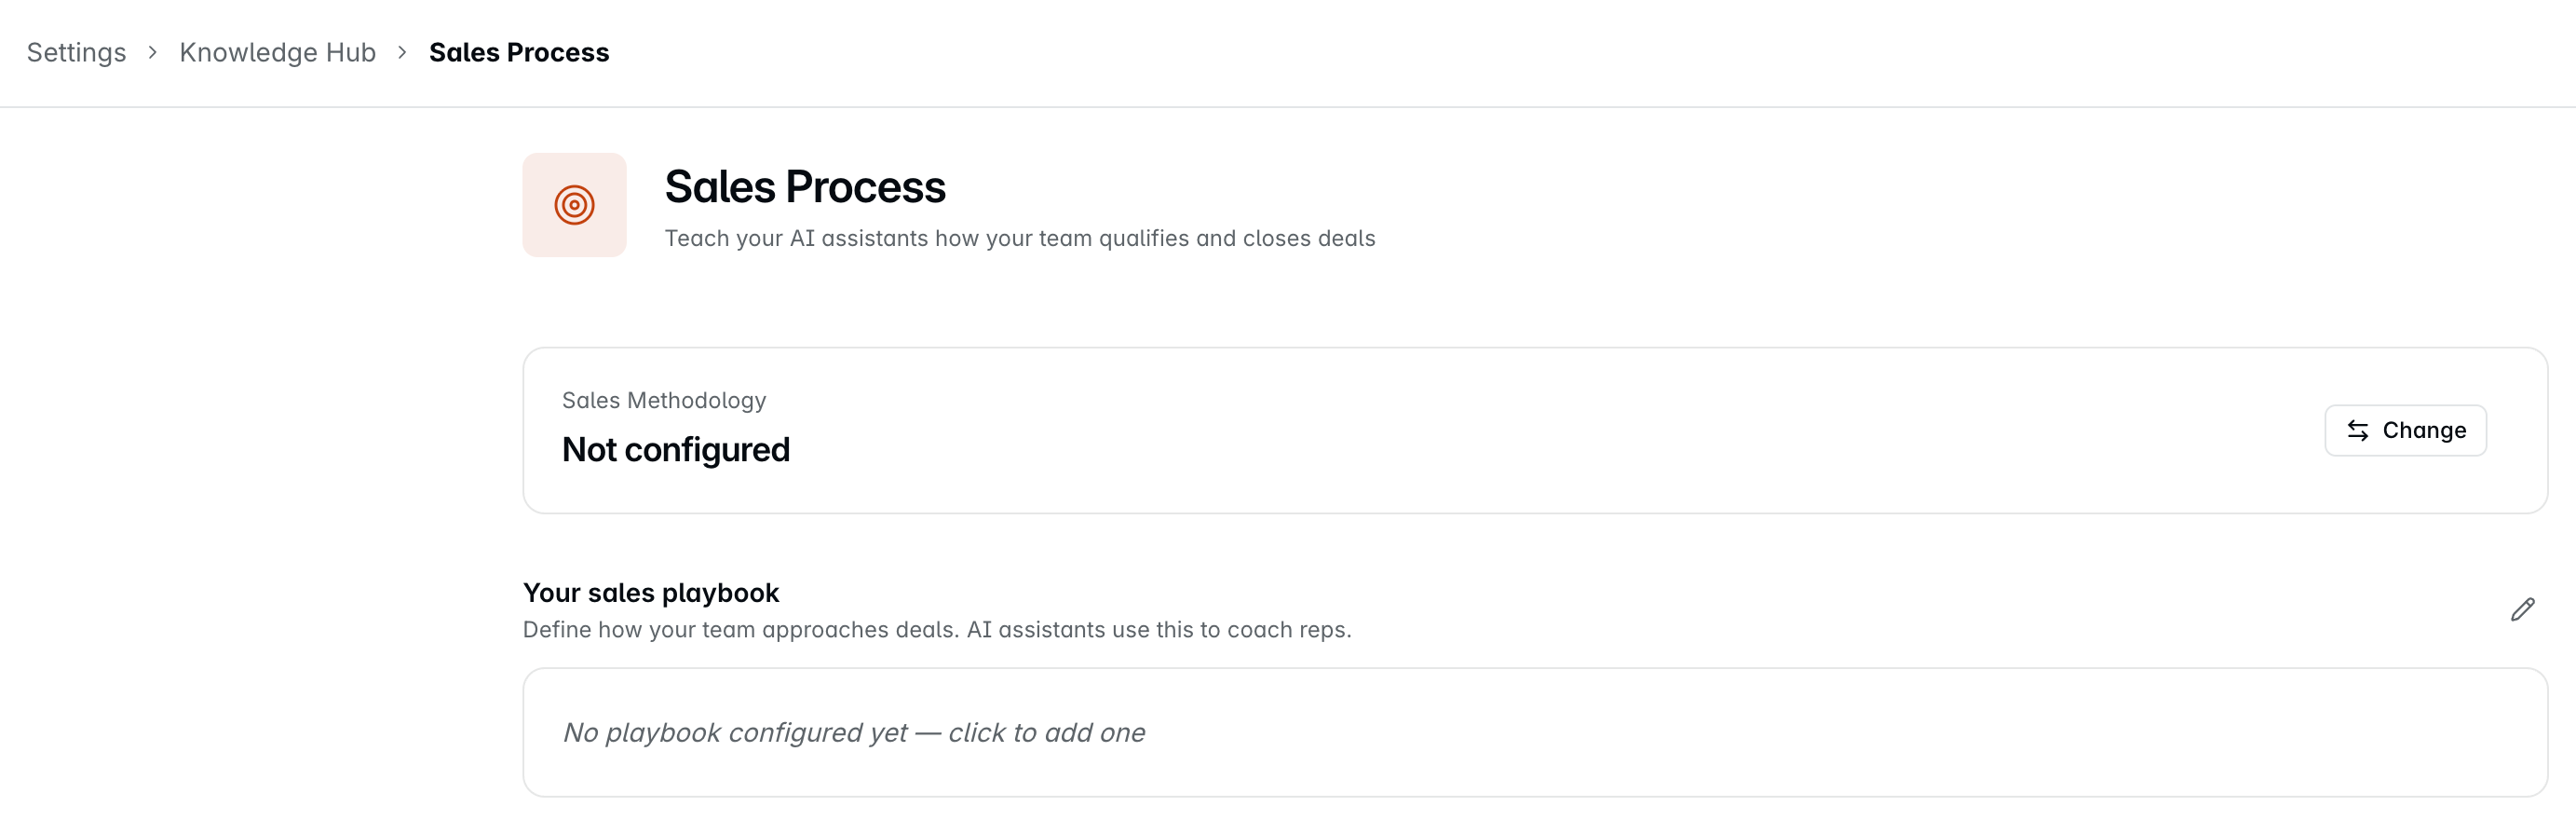 Settings > Knowledge Hub > Sales Process
Sales Process
Teach your AI assistants how your team qualifies and closes deals
Sales Methodology
Not configured
Change
Your sales playbook
Define how your team approaches deals. AI assistants use this to coach reps.
No playbook configured yet — click to add one